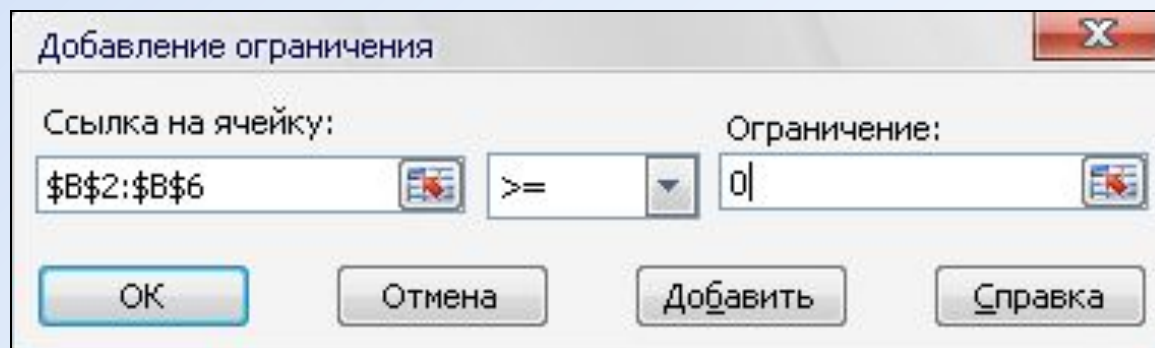 Добавление ограничения
Ссылка на ячейку:
Ограничение:
$B$2:$B$6
>=
0
ОК
Отмена
Добавить
Справка